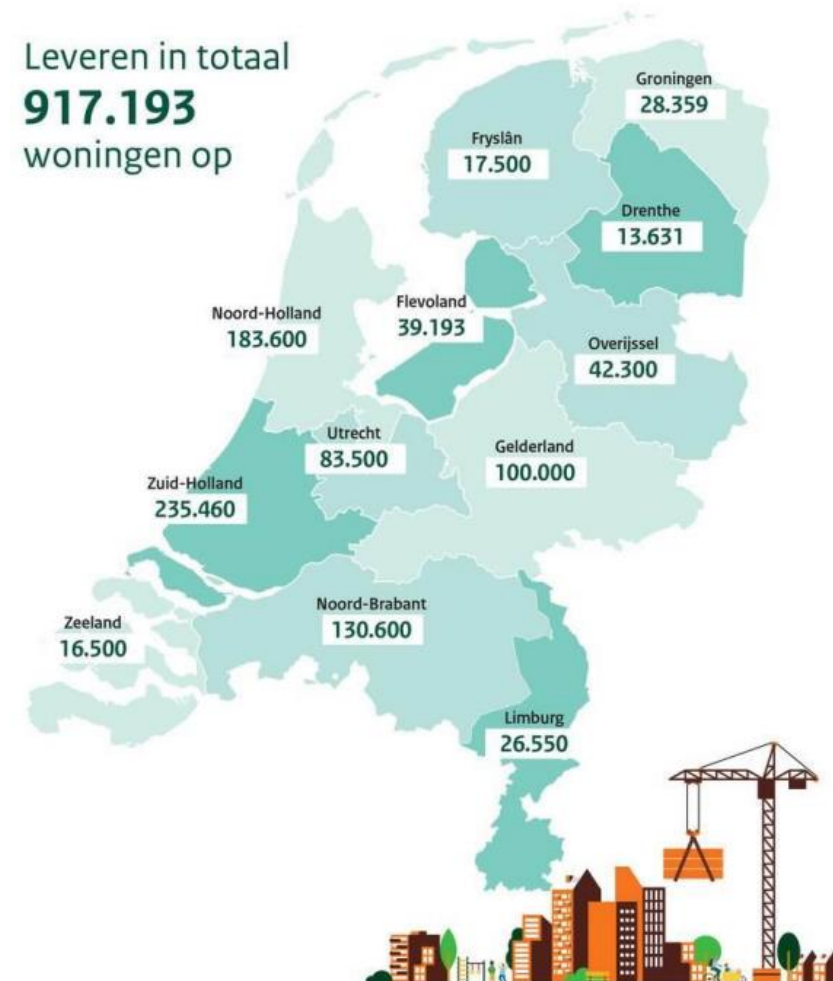 Leveren in totaal
917.193
woningen op
Groningen
28.359
Fryslân
17.500
Drenthe
13.631
Flevoland
39.193
Noord-Holland
183.600
Overijssel
42.300
Utrecht
83.500
Gelderland
100.000
Zuid-Holland
235.460
Noord-Brabant
130.600
Zeeland
16.500
Limburg
26.550